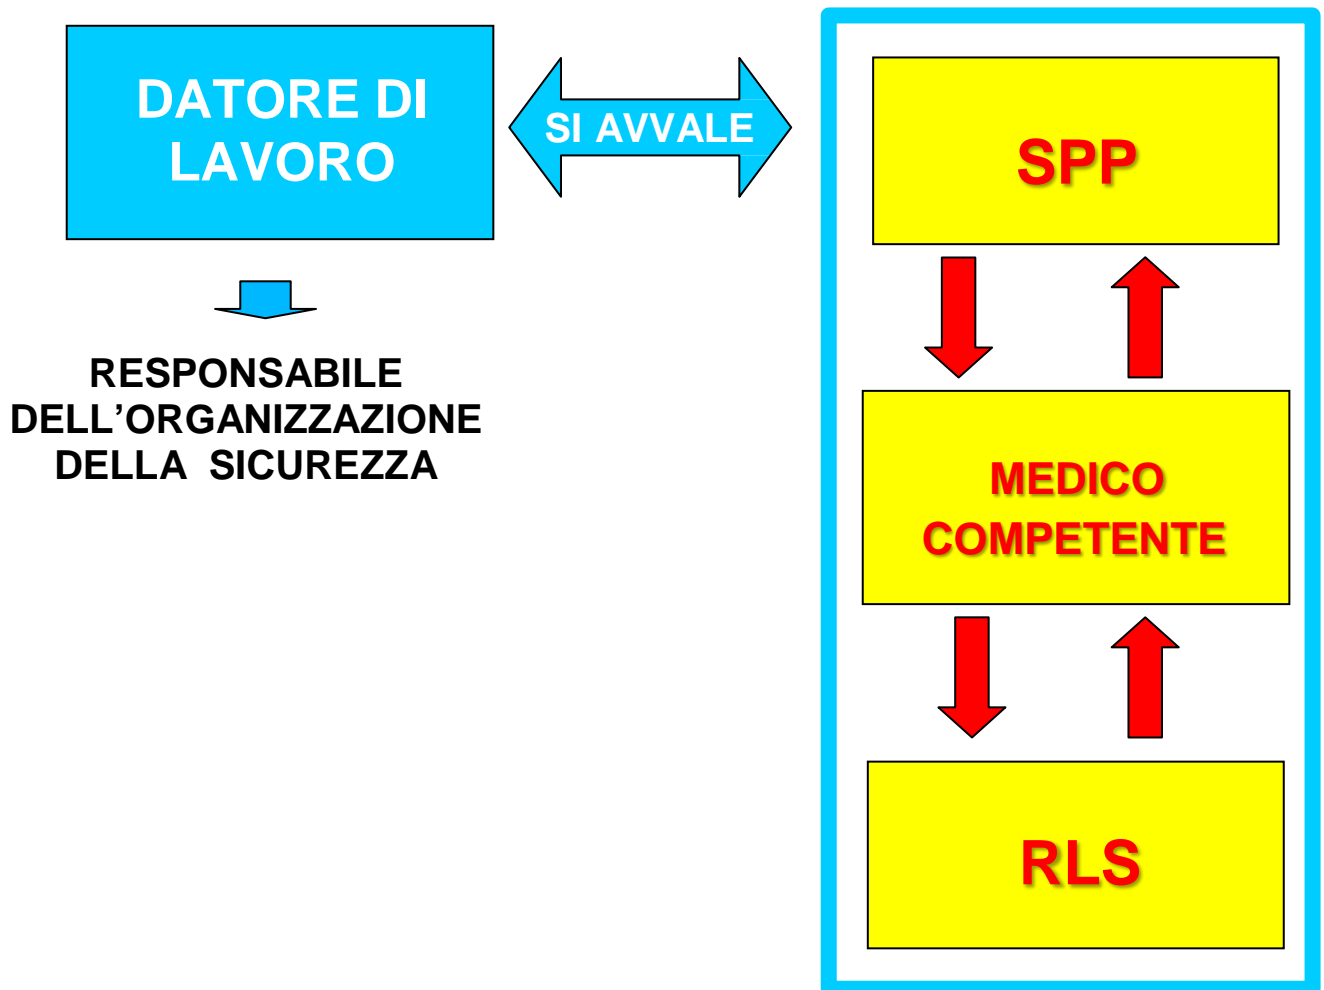 DATORE DI
LAVORO
SI AVVALE
SPP
RESPONSABILE
DELL’ORGANIZZAZIONE
DELLA SICUREZZA
MEDICO
COMPETENTE
RLS